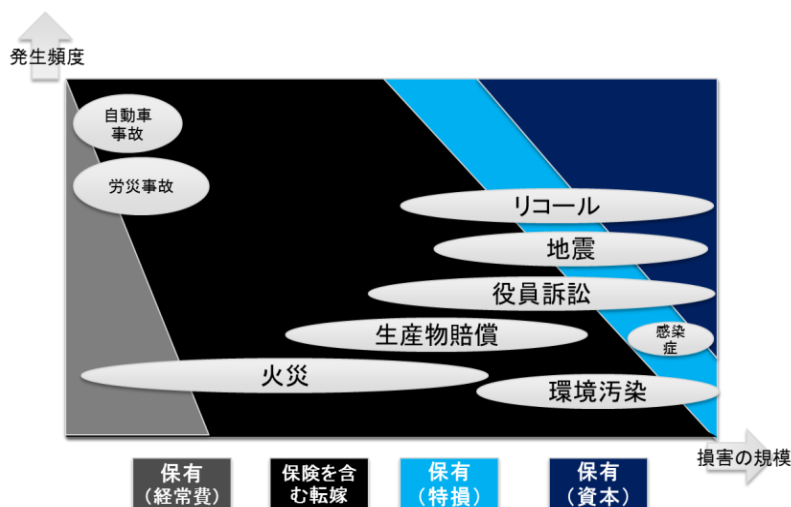 発生頻度
自動車
事故
労災事故
リコール
地震
役員訴訟
生産物賠償
感染
症
火災
環境汚染
損害の規模
保有
（経常費）
保険を含
む転嫁
保有
（特損）
保有
（資本）